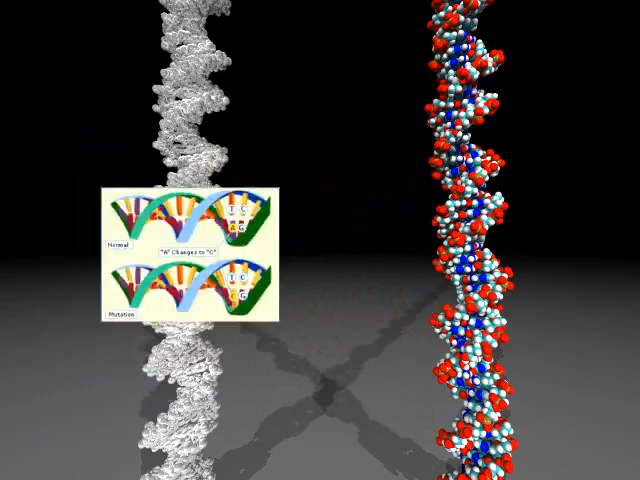 T C
A G
Normal
"A" Changes to "C"
T C
C G
Mutation